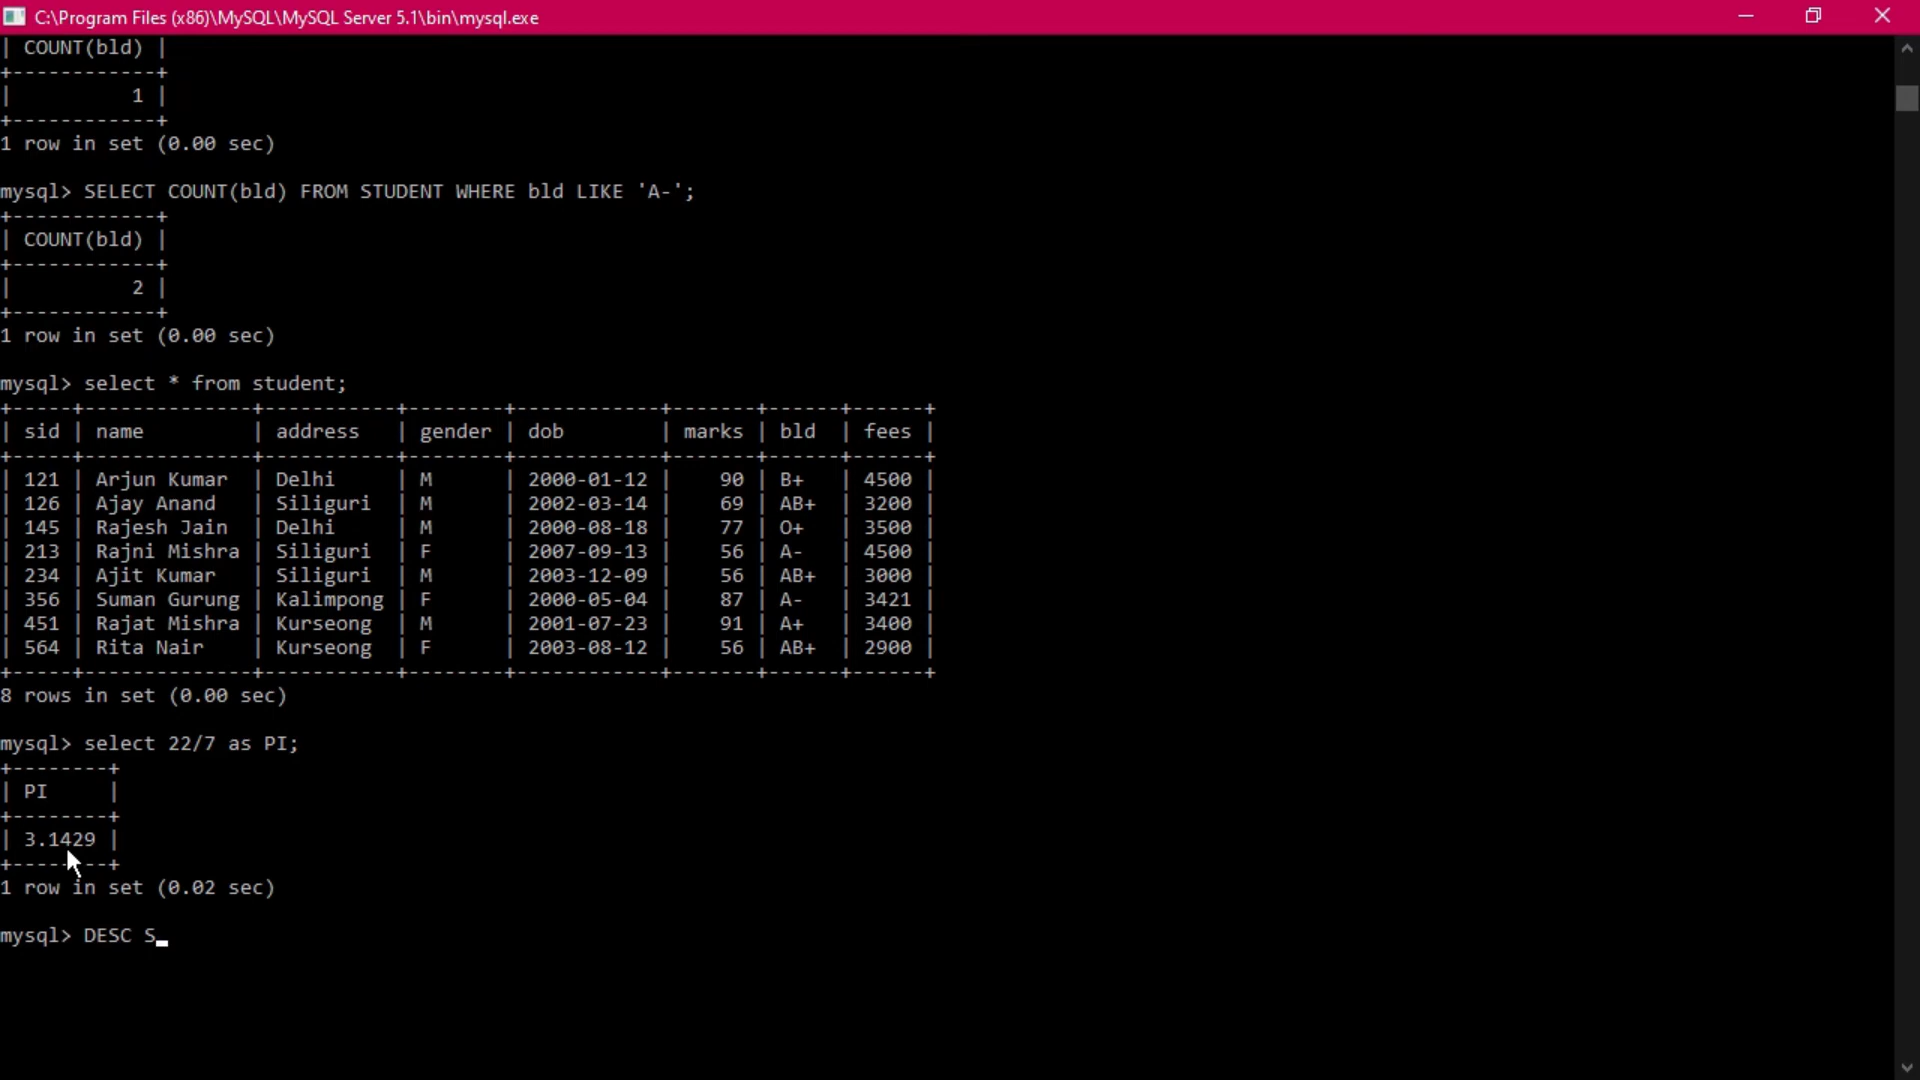 C:\Program Files (x86)\MySQL\MySQL Server 5.1\bin\mysql.exe
| COUNT(bld) |
+------------+
|          1 |
+------------+
1 row in set (0.00 sec)
mysql> SELECT COUNT(bld) FROM STUDENT WHERE bld LIKE 'A-';
+------------+
| COUNT(bld) |
+------------+
|          2 |
+------------+
1 row in set (0.00 sec)
mysql> select * from student;
+-----+--------------+-----------+--------+------------+-------+------+------+
| sid | name         | address   | gender | dob        | marks | bld  | fees |
+-----+--------------+-----------+--------+------------+-------+------+------+
| 121 | Arjun Kumar  | Delhi     | M      | 2000-01-12 |    90 | B+   | 4500 |
| 126 | Ajay Anand   | Siliguri  | M      | 2002-03-14 |    69 | AB+  | 3200 |
| 145 | Rajesh Jain  | Delhi     | M      | 2000-08-18 |    77 | O+   | 3500 |
| 213 | Rajni Mishra | Siliguri  | F      | 2007-09-13 |    56 | A-   | 4500 |
| 234 | Ajit Kumar   | Siliguri  | M      | 2003-12-09 |    56 | AB+  | 3000 |
| 356 | Suman Gurung | Kalimpong | F      | 2000-05-04 |    87 | A-   | 3421 |
| 451 | Rajat Mishra | Kurseong  | M      | 2001-07-23 |    91 | A+   | 3400 |
| 564 | Rita Nair    | Kurseong  | F      | 2003-08-12 |    56 | AB+  | 2900 |
+-----+--------------+-----------+--------+------------+-------+------+------+
8 rows in set (0.00 sec)
mysql> select 22/7 as PI;
+--------+
| PI     |
+--------+
| 3.1429 |
+--------+
1 row in set (0.02 sec)
mysql> DESC S_